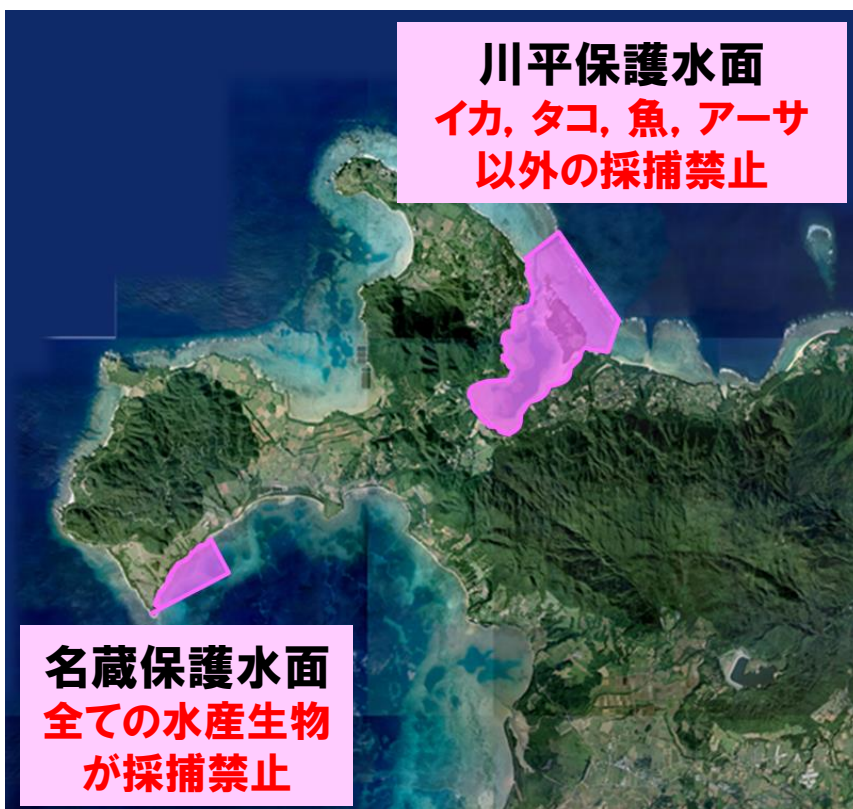 川平保護水面
イカ, タコ, 魚, アーサ
以外の採捕禁止
名蔵保護水面
全ての水産生物
が採捕禁止